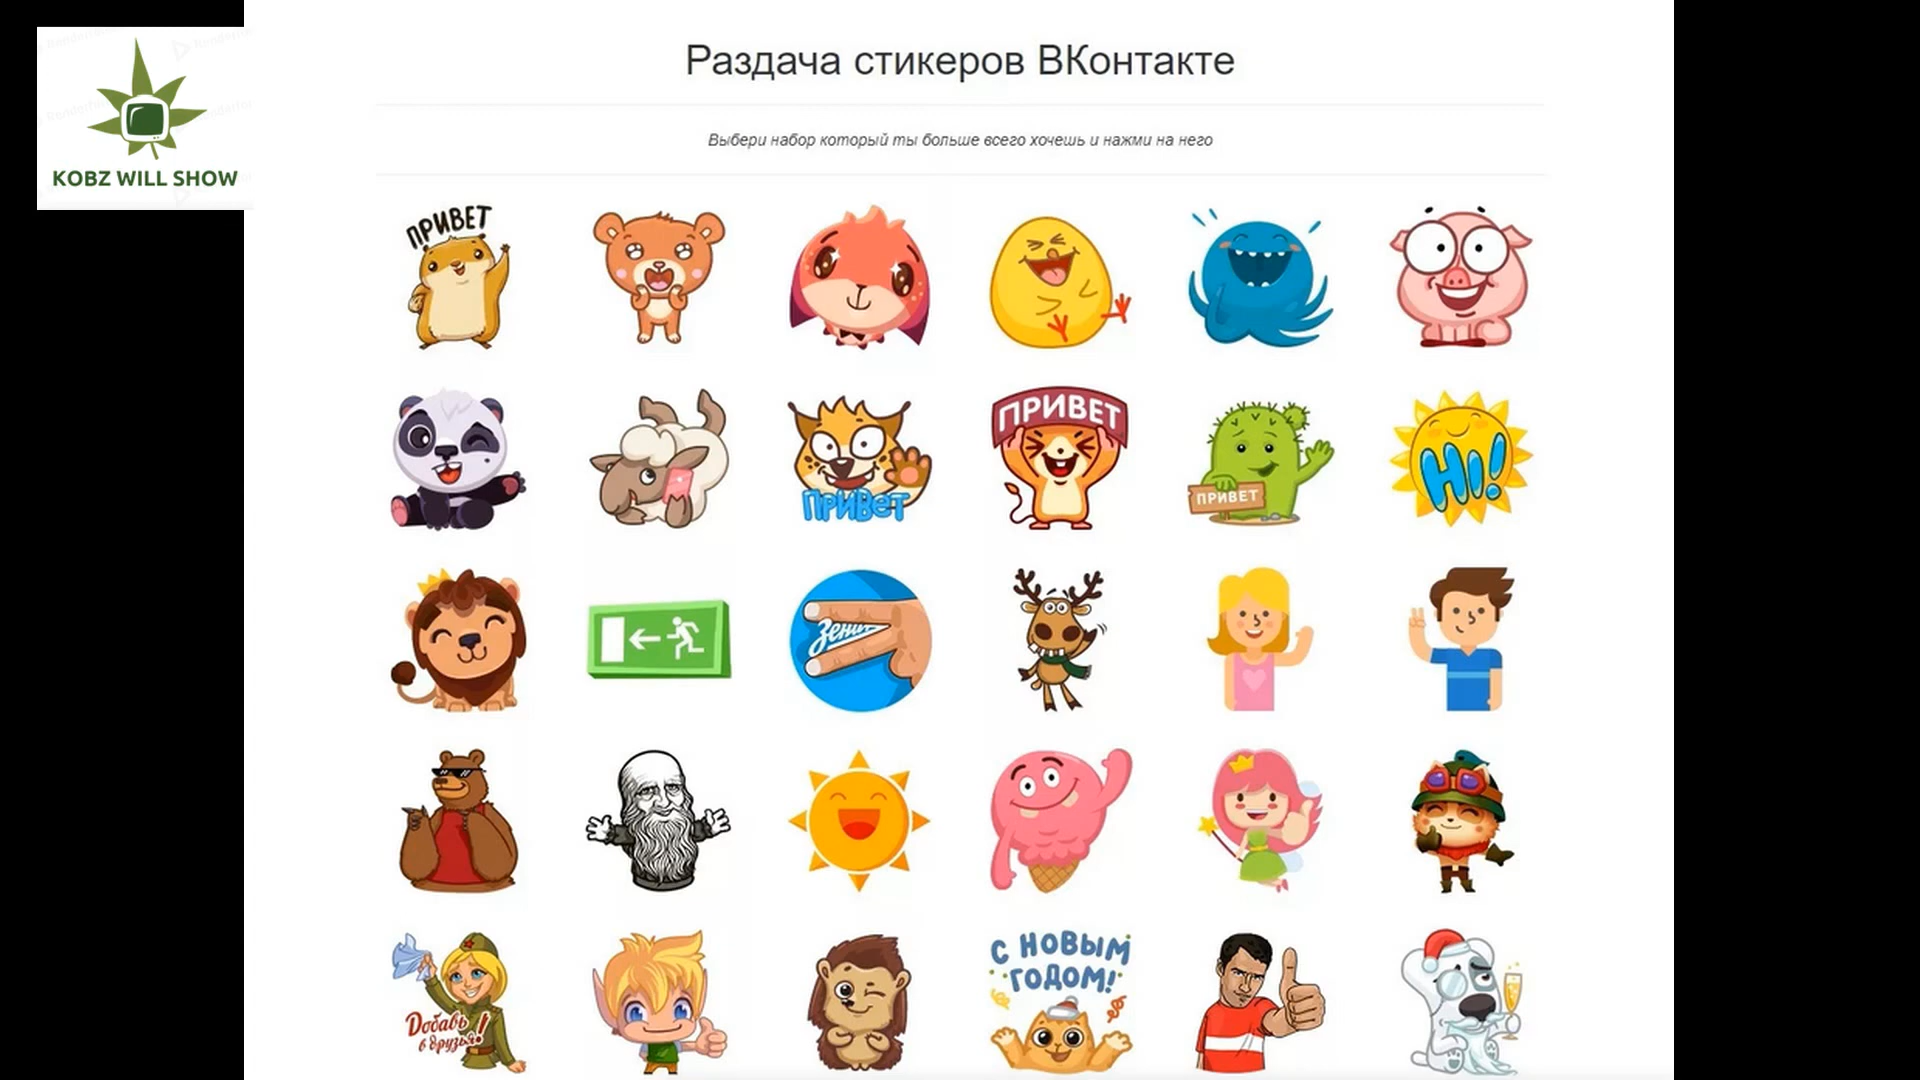 Раздача стикеров ВКонтакте
KOBZ WILL SHOW
Выбери набор который ты больше всего хочешь и нажми на него
ПРИВЕТ
ПРИВЕТ
ПРИВЕТ
ПРИВЕТ
Hi!
Зенит
Добавь
в друзья!
С НОВЫМ
ГОДОМ!